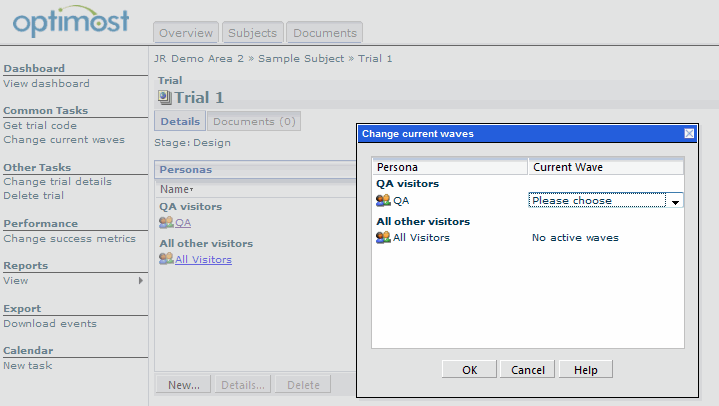 optimost
Overview Subjects Documents
JR Demo Area 2 » Sample Subject » Trial 1
Dashboard
View dashboard
Common Tasks
Get trial code
Change current waves
Other Tasks
Change trial details
Delete trial
Performance
Change success metrics
Reports
View
Export
Download events
Calendar
New task
Trial
Trial 1
Details Documents (0)
Stage: Design
Personas
Name
QA visitors
QA
All other visitors
All Visitors
New... Details... Delete
Change current waves
Persona Current Wave
QA visitors
QA Please choose
All other visitors
All Visitors No active waves
OK Cancel Help